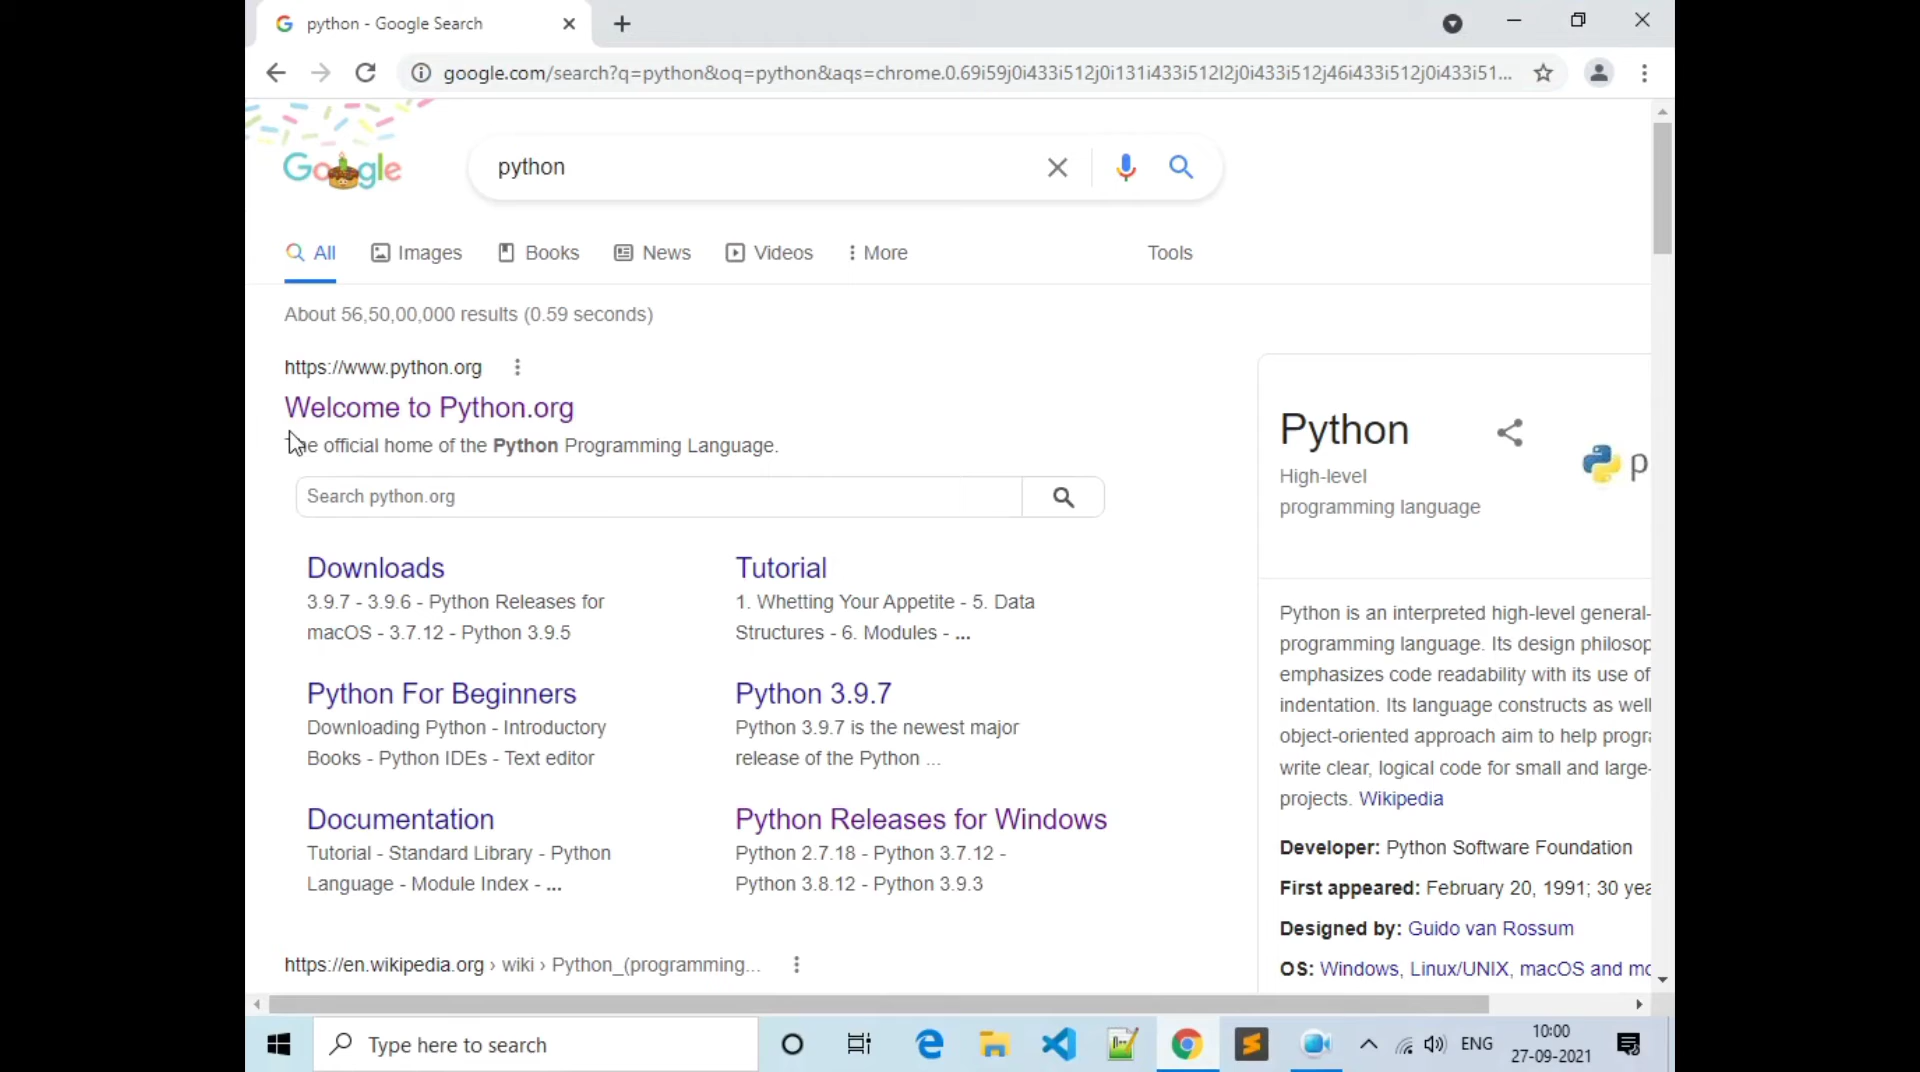 python - Google Search
google.com/search?q=python&oq=python&aqs=chrome.0.69i59j0i433i512j0i131i433i512l2j0i433i512j46i433i512j0i433i51...
Google
python
All Images Books News Videos More Tools
About 56,50,00,000 results (0.59 seconds)
https://www.python.org
Welcome to Python.org
The official home of the Python Programming Language.
Search python.org
Downloads
3.9.7 - 3.9.6 - Python Releases for
macOS - 3.7.12 - Python 3.9.5
Tutorial
1. Whetting Your Appetite - 5. Data
Structures - 6. Modules - ...
Python For Beginners
Downloading Python - Introductory
Books - Python IDEs - Text editor
Python 3.9.7
Python 3.9.7 is the newest major
release of the Python ...
Documentation
Tutorial - Standard Library - Python
Language - Module Index - ...
Python Releases for Windows
Python 2.7.18 - Python 3.7.12 -
Python 3.8.12 - Python 3.9.3
https://en.wikipedia.org › wiki › Python_(programming...
Python
High-level
programming language
p
Python is an interpreted high-level general-
programming language. Its design philosop
emphasizes code readability with its use of
indentation. Its language constructs as well
object-oriented approach aim to help progra
write clear, logical code for small and large-
projects. Wikipedia
Developer: Python Software Foundation
First appeared: February 20, 1991; 30 yea
Designed by: Guido van Rossum
OS: Windows, Linux/UNIX, macOS and mo
Type here to search
ENG
10:00
27-09-2021